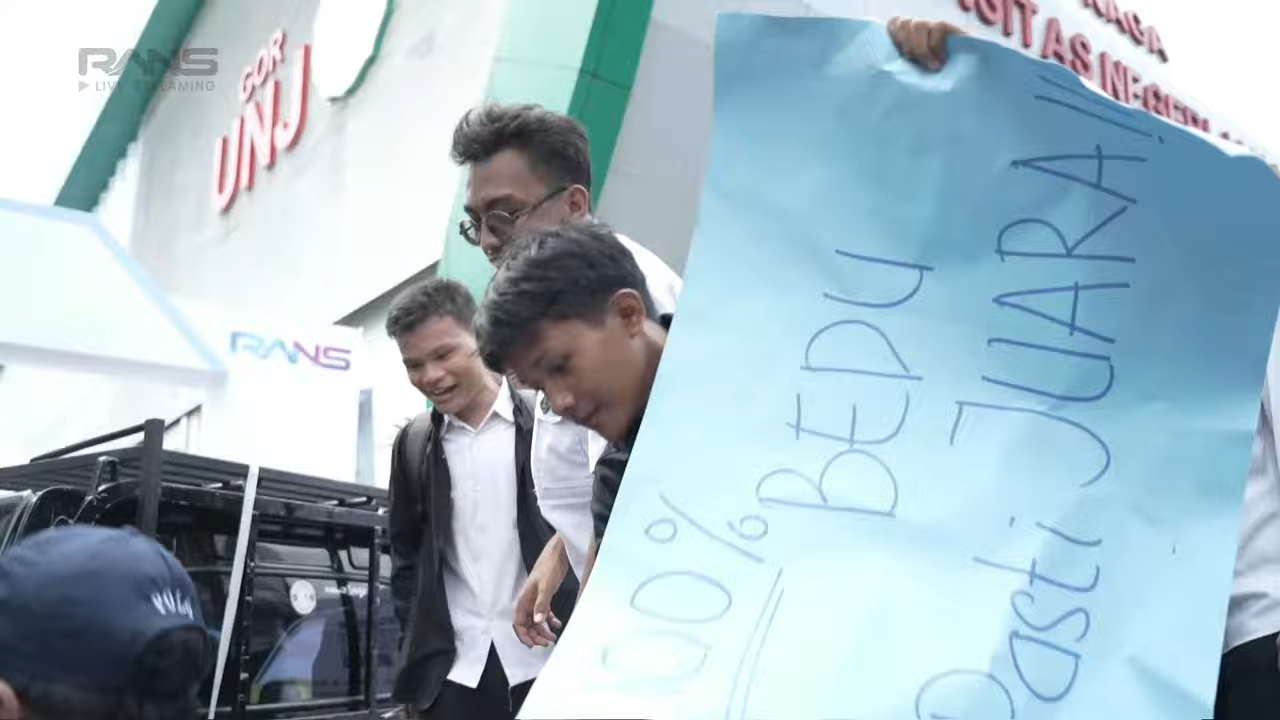 RANS
LIVE STREAMING
GOR
UNJ
RANS
100% BEDU
Pasti JUARA!!!